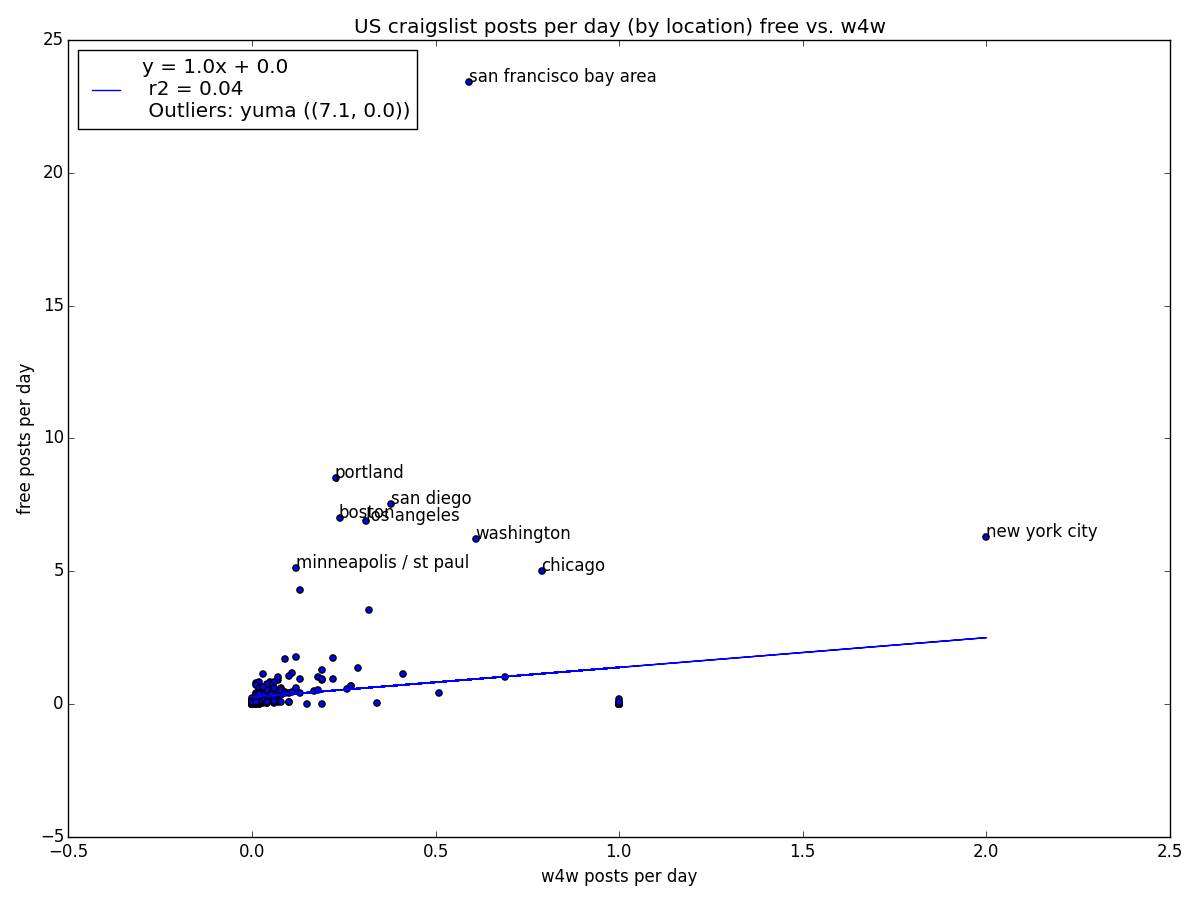 US craigslist posts per day (by location) free vs. w4w
25
20
15
10
5
0
−5
y = 1.0x + 0.0
r2 = 0.04
Outliers: yuma ((7.1, 0.0))
san francisco bay area
portland
san diego
boston
los angeles
washington
new york city
minneapolis / st paul
chicago
free posts per day
−0.5 0.0 0.5 1.0 1.5 2.0 2.5
w4w posts per day